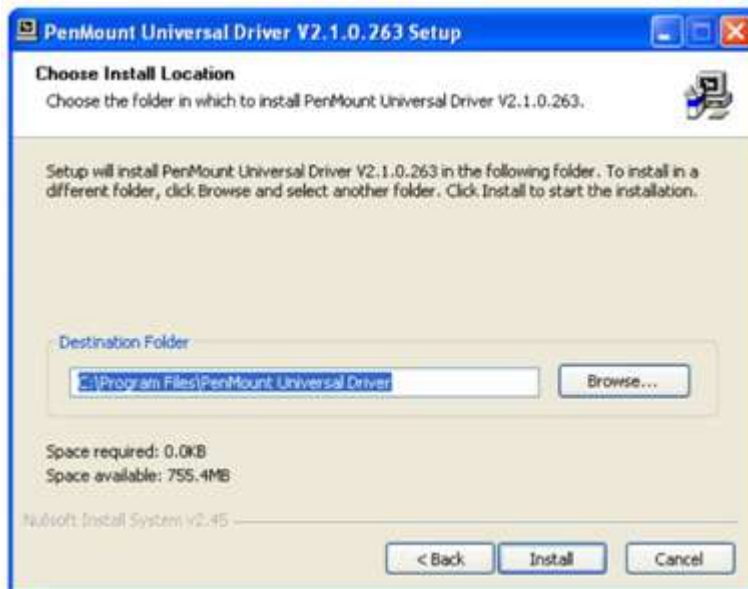 PenMount Universal Driver V2.1.0.263 Setup
Choose Install Location
Choose the folder in which to install PenMount Universal Driver V2.1.0.263.
Setup will install PenMount Universal Driver V2.1.0.263 in the following folder. To install in a
different folder, click Browse and select another folder. Click Install to start the installation.
Destination Folder
C:\Program Files\PenMount Universal Driver
Browse...
Space required: 0.0KB
Space available: 755.4MB
Nullsoft Install System v2.45
< Back
Install
Cancel